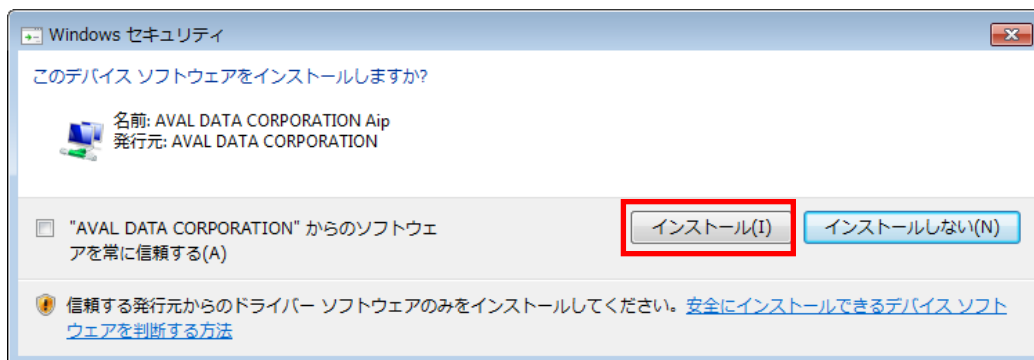 Windows セキュリティ
このデバイス ソフトウェアをインストールしますか?
名前: AVAL DATA CORPORATION Aip
発行元: AVAL DATA CORPORATION
"AVAL DATA CORPORATION" からのソフトウェ
アを常に信頼する(A)
インストール(I)
インストールしない(N)
信頼する発行元からのドライバー ソフトウェアのみをインストールしてください。安全にインストールできるデバイス ソフト
ウェアを判断する方法